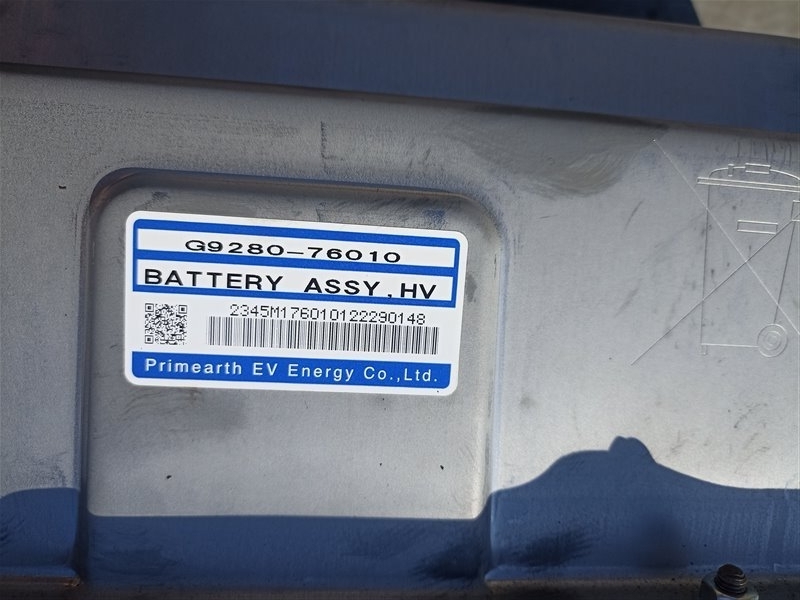 G9280-76010
BATTERY ASSY,HV
2345M176010122290148
Primearth EV Energy Co.,Ltd.